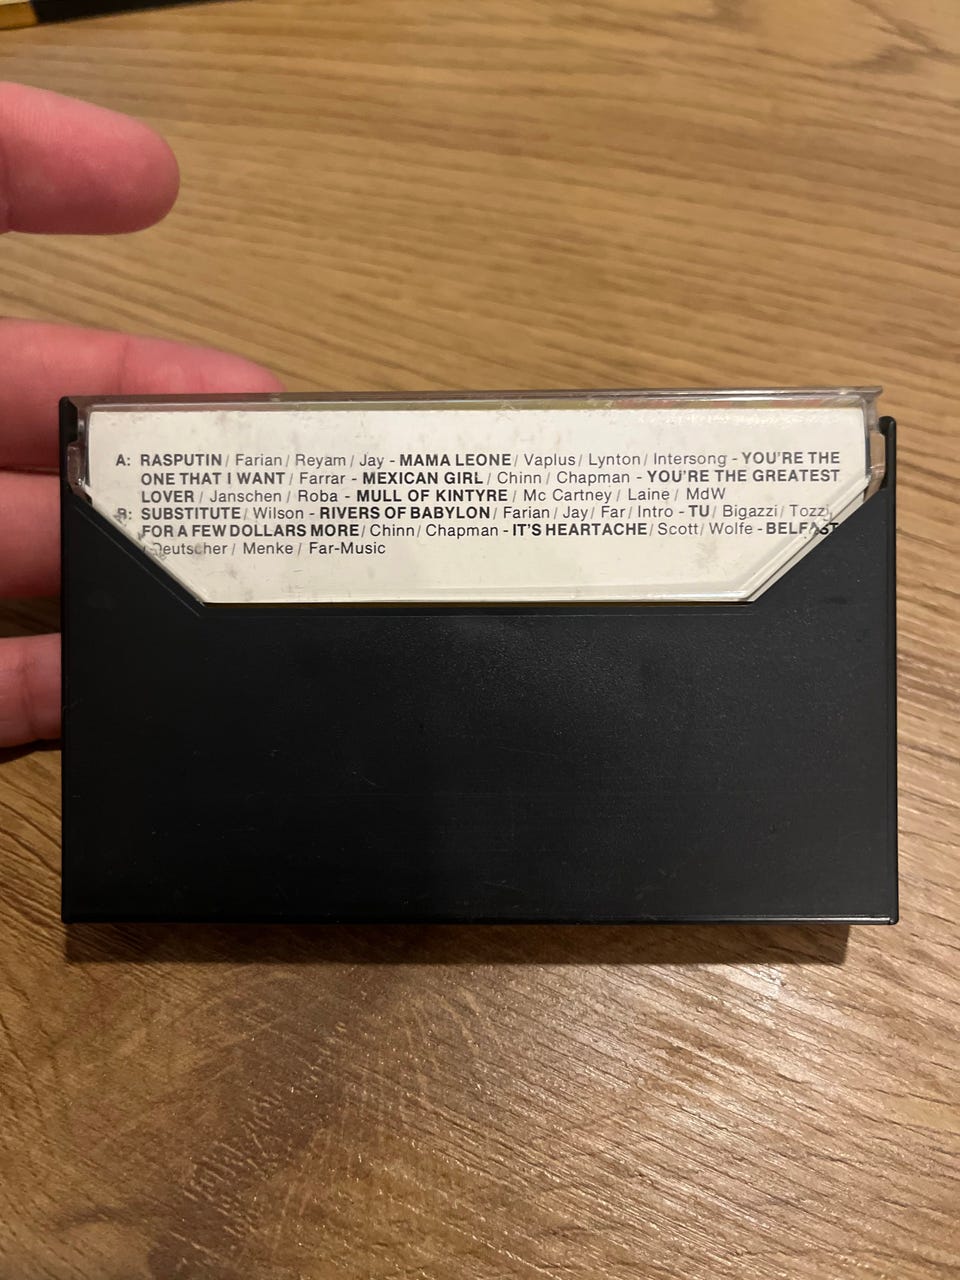 A: RASPUTIN / Farian / Reyam / Jay - MAMA LEONE / Vaplus / Lynton / Intersong - YOU'RE THE
ONE THAT I WANT / Farrar - MEXICAN GIRL / Chinn / Chapman - YOU'RE THE GREATEST
LOVER / Janschen / Roba - MULL OF KINTYRE / Mc Cartney / Laine / MdW
B: SUBSTITUTE / Wilson - RIVERS OF BABYLON / Farian / Jay / Far / Intro - TU / Bigazzi / Tozzi
FOR A FEW DOLLARS MORE / Chinn / Chapman - IT'S HEARTACHE / Scott / Wolfe - BELFAST
/ Deutscher / Menke / Far-Music